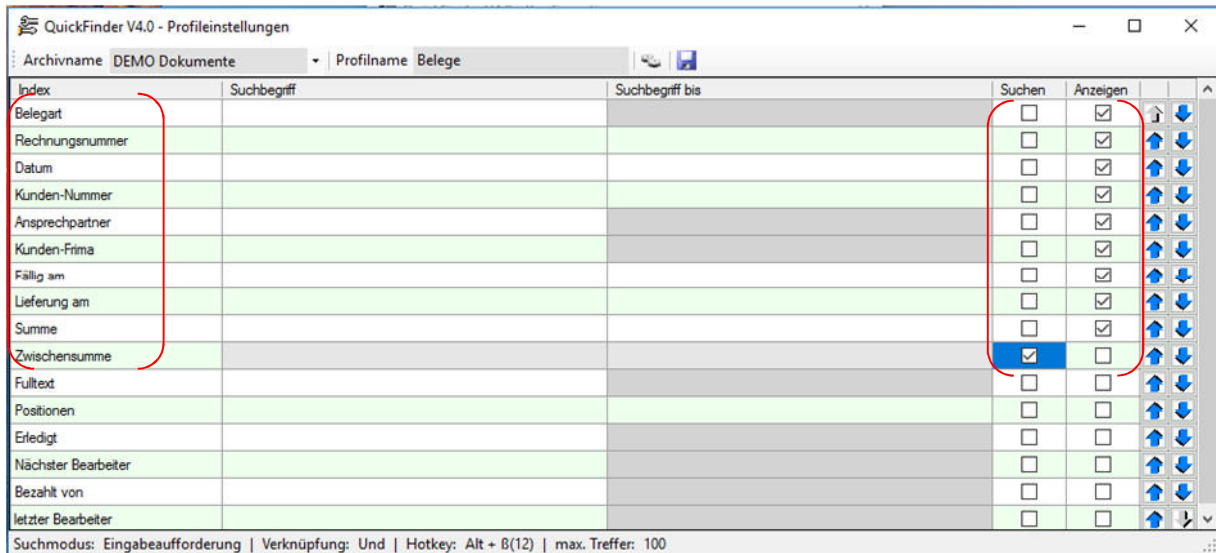 QuickFinder V4.0 - Profileinstellungen
Archivname DEMO Dokumente Profilname Belege
Index Suchbegriff Suchbegriff bis Suchen Anzeigen
Belegart
Rechnungsnummer
Datum
Kunden-Nummer
Ansprechpartner
Kunden-Frima
Fällig am
Lieferung am
Summe
Zwischensumme
Fulltext
Positionen
Erledigt
Nächster Bearbeiter
Bezahlt von
letzter Bearbeiter
Suchmodus: Eingabeaufforderung | Verknüpfung: Und | Hotkey: Alt + ß(12) | max. Treffer: 100